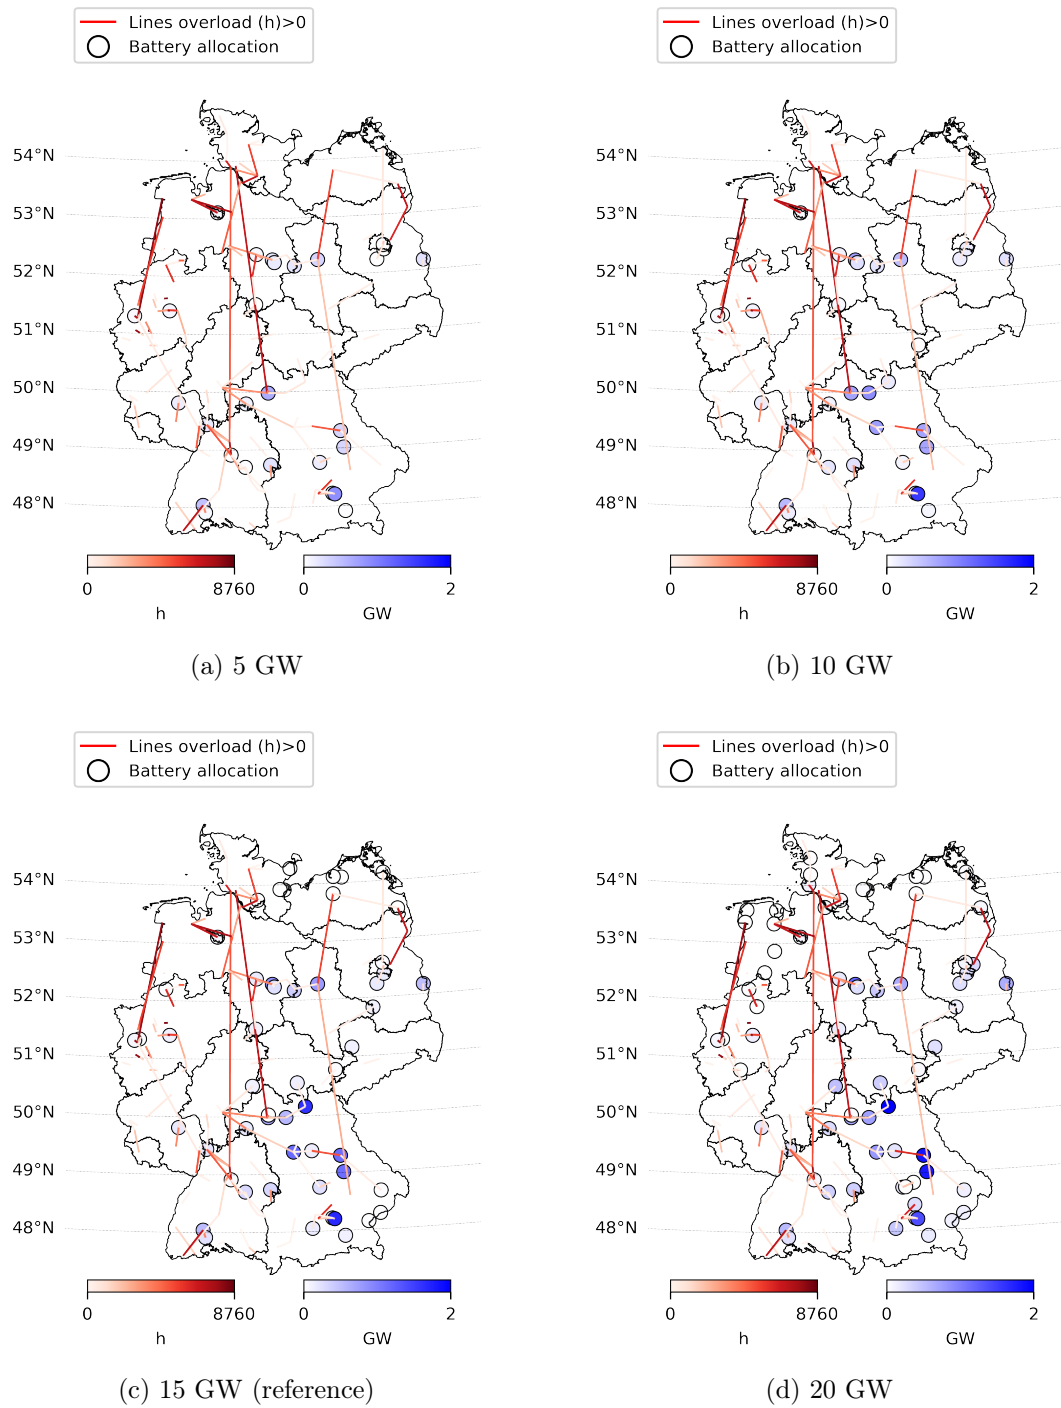 Lines overload (h)>0
Battery allocation
54°N
53°N
52°N
51°N
50°N
49°N
48°N
0
8760
h
0
2
GW
(a) 5 GW
Lines overload (h)>0
Battery allocation
54°N
53°N
52°N
51°N
50°N
49°N
48°N
0
8760
h
0
2
GW
(b) 10 GW
Lines overload (h)>0
Battery allocation
54°N
53°N
52°N
51°N
50°N
49°N
48°N
0
8760
h
0
2
GW
(c) 15 GW (reference)
Lines overload (h)>0
Battery allocation
54°N
53°N
52°N
51°N
50°N
49°N
48°N
0
8760
h
0
2
GW
(d) 20 GW